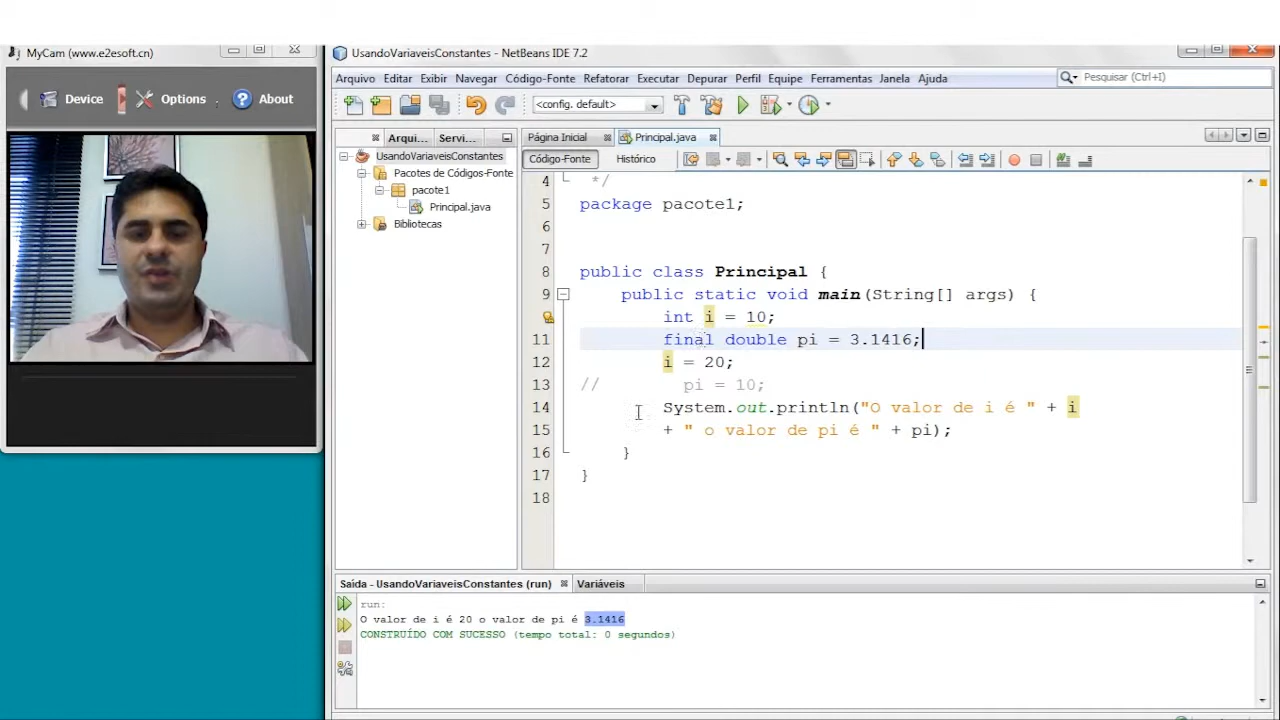 MyCam (www.e2esoft.cn)
Device
Options
About
UsandoVariaveisConstantes - NetBeans IDE 7.2
Arquivo Editar Exibir Navegar Código-Fonte Refatorar Executar Depurar Perfil Equipe Ferramentas Janela Ajuda
Pesquisar (Ctrl+I)
<config. default>
Arqui... Servi...
Página Inicial Principal.java
UsandoVariaveisConstantes
Pacotes de Códigos-Fonte
pacote1
Principal.java
Bibliotecas
Código-Fonte Histórico
4 */
5 package pacote1;
6
7
8 public class Principal {
9 public static void main(String[] args) {
int i = 10;
11 final double pi = 3.1416;
12 i = 20;
13 // pi = 10;
14 System.out.println("O valor de i é " + i
15 + " o valor de pi é " + pi);
16 }
17 }
18
Saída - UsandoVariaveisConstantes (run) Variáveis
run:
O valor de i é 20 o valor de pi é 3.1416
CONSTRUÍDO COM SUCESSO (tempo total: 0 segundos)